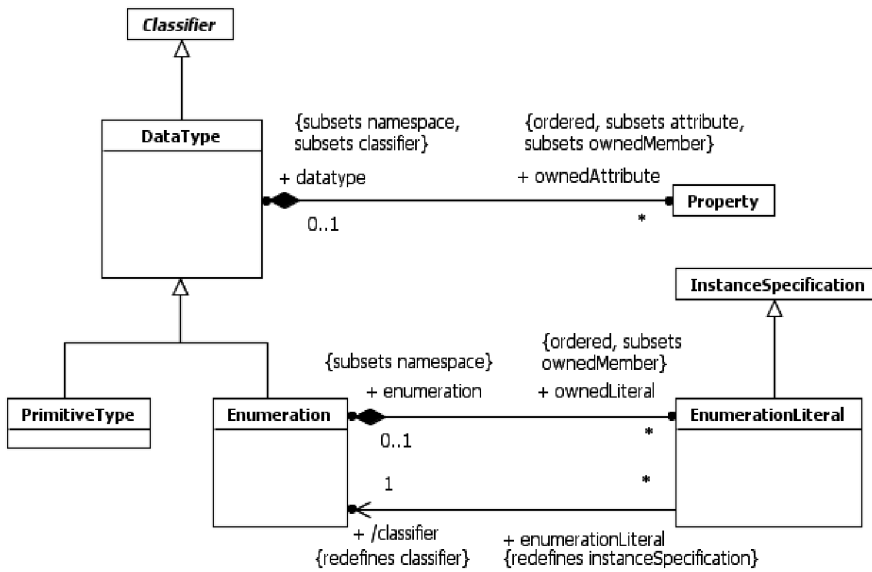 Classifier
DataType
{subsets namespace,
subsets classifier}
{ordered, subsets attribute,
subsets ownedMember}
+ datatype
+ ownedAttribute
Property
0..1
*
InstanceSpecification
{subsets namespace}
{ordered, subsets
ownedMember}
+ enumeration
+ ownedLiteral
PrimitiveType
Enumeration
EnumerationLiteral
0..1
*
1
*
+ /classifier
{redefines classifier}
+ enumerationLiteral
{redefines instanceSpecification}